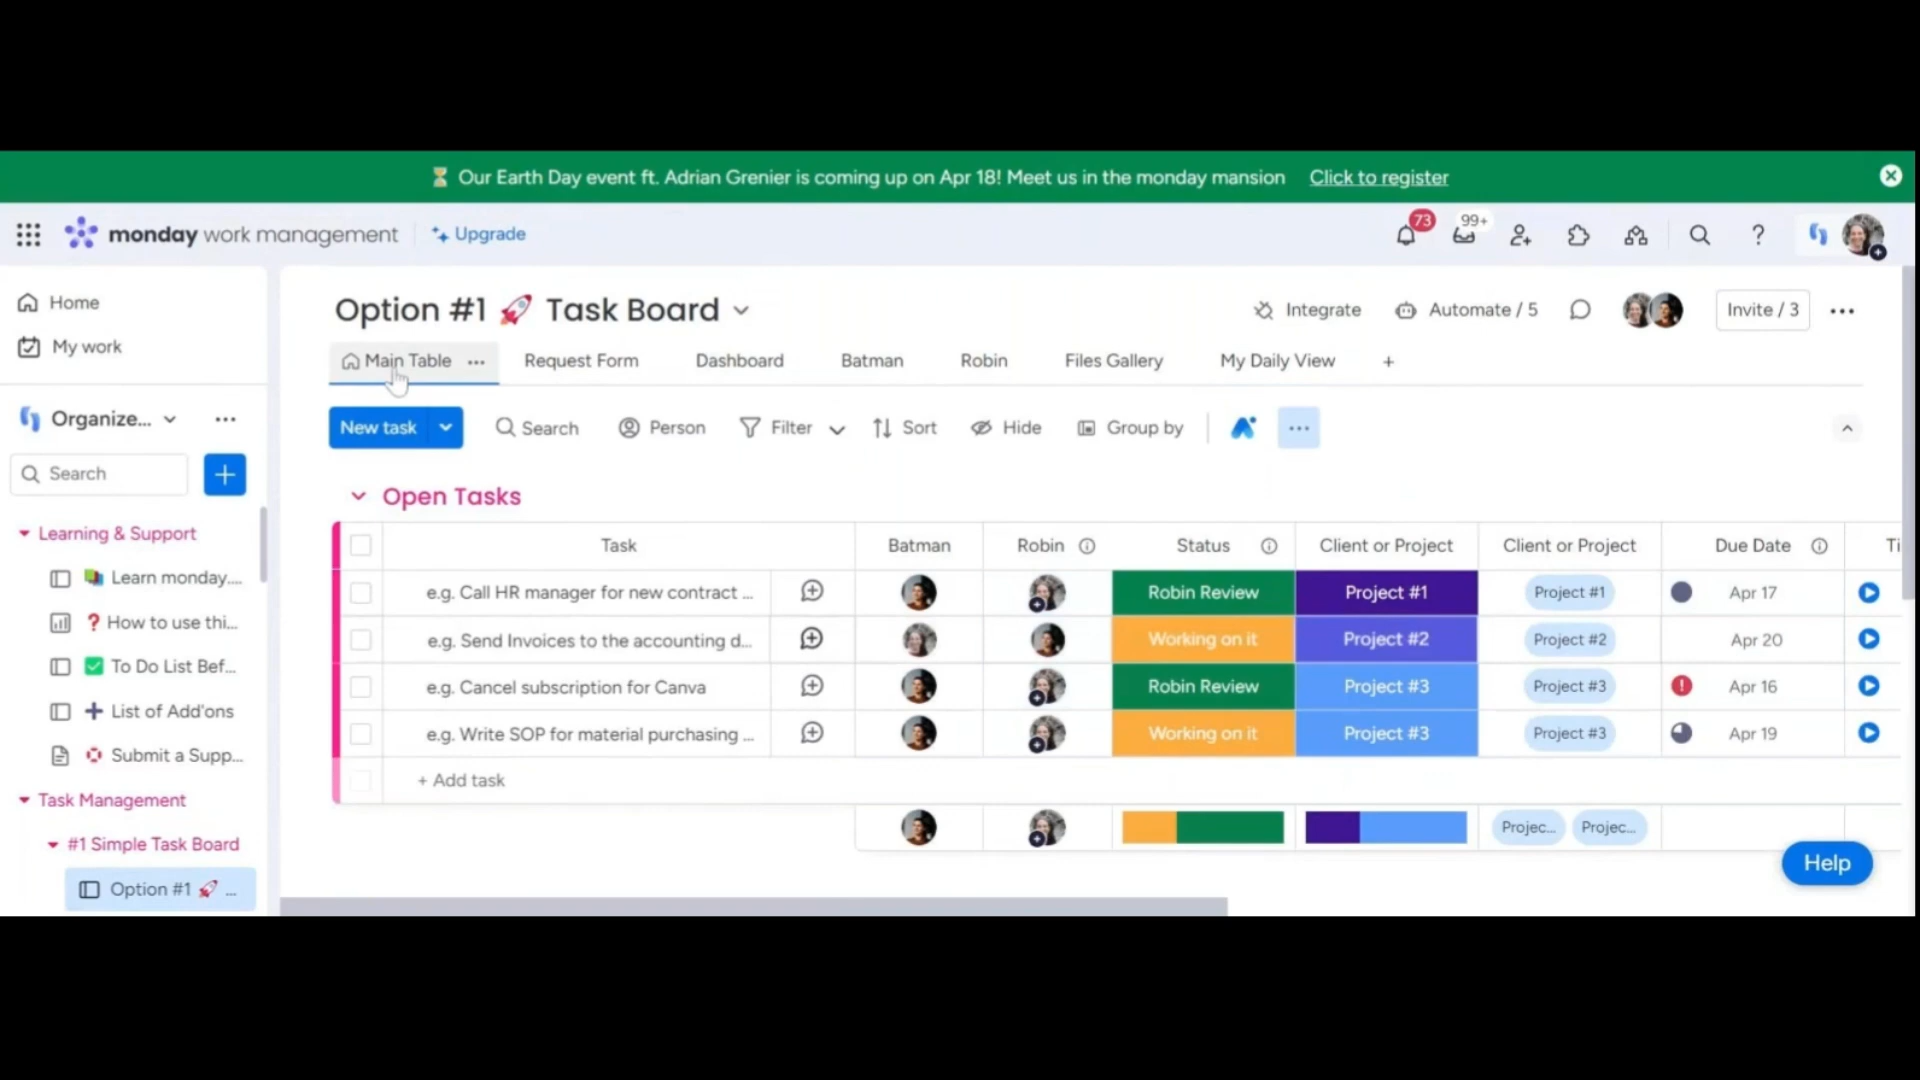 ⏳ Our Earth Day event ft. Adrian Grenier is coming up on Apr 18! Meet us in the monday mansion Click to register
monday work management Upgrade 73 99+
Home
My work
Organize...
Search
Learning & Support
Learn monday....
❓ How to use thi...
✅ To Do List Bef...
➕ List of Add'ons
Submit a Supp...
Task Management
#1 Simple Task Board
Option #1 🚀 ...
Option #1 🚀 Task Board Integrate Automate / 5 Invite / 3
Main Table Request Form Dashboard Batman Robin Files Gallery My Daily View +
New task Search Person Filter Sort Hide Group by
Open Tasks
Task Batman Robin Status Client or Project Client or Project Due Date Ti
e.g. Call HR manager for new contract ... Robin Review Project #1 Project #1 Apr 17
e.g. Send Invoices to the accounting d... Working on it Project #2 Project #2 Apr 20
e.g. Cancel subscription for Canva Robin Review Project #3 Project #3 Apr 16
e.g. Write SOP for material purchasing ... Working on it Project #3 Project #3 Apr 19
+ Add task
Projec... Projec...
Help